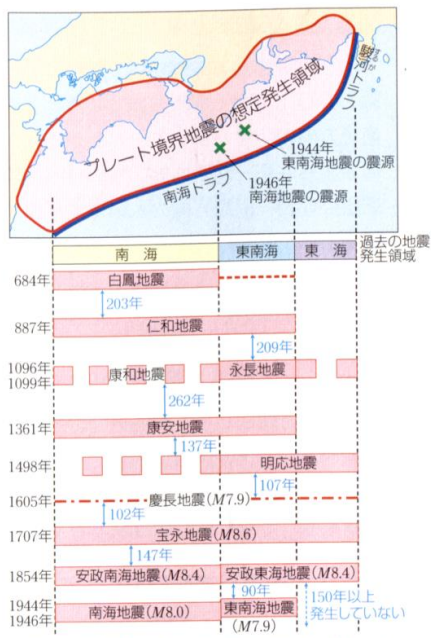 プレート境界地震の想定発生領域
駿河トラフ
するが
1944年
東南海地震の震源
1946年
南海地震の震源
南海トラフ
南 海
東南海
東 海
過去の地震
発生領域
684年
白鳳地震
203年
887年
仁和地震
209年
1096年
1099年
康和地震
永長地震
262年
1361年
康安地震
137年
1498年
明応地震
107年
1605年
慶長地震(M7.9)
102年
1707年
宝永地震(M8.6)
147年
1854年
安政南海地震(M8.4)
安政東海地震(M8.4)
90年
150年以上
発生していない
1944年
1946年
南海地震(M8.0)
東南海地震
(M7.9)